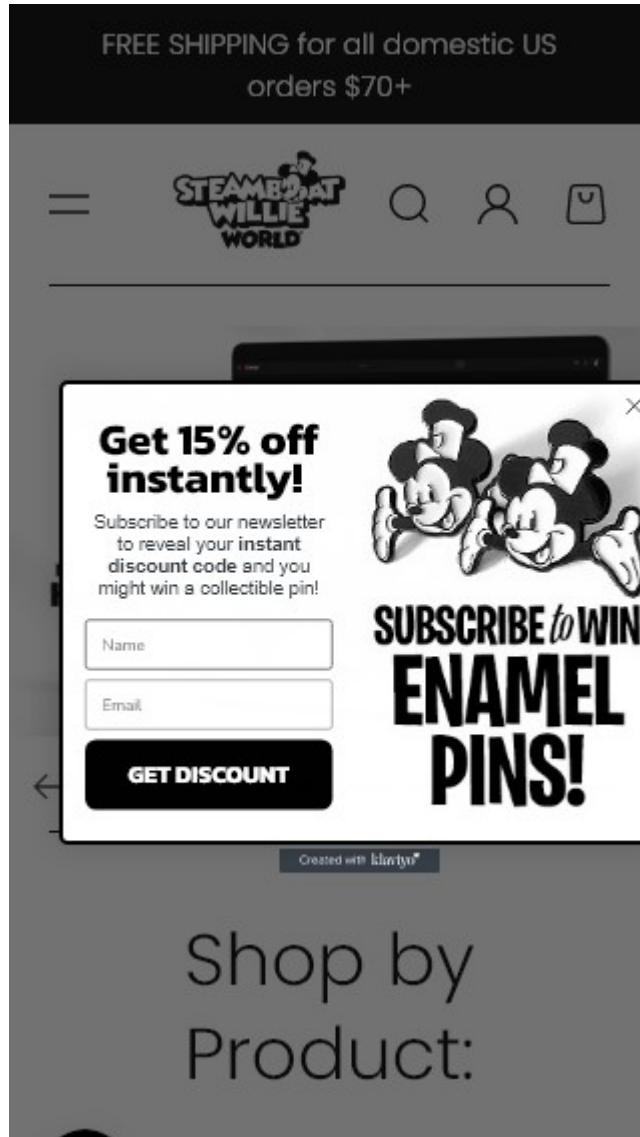 FREE SHIPPING for all domestic US
orders $70+
STEAMBOAT
WILLIE
WORLD
Get 15% off
instantly!
Subscribe to our newsletter
to reveal your instant
discount code and you
might win a collectible pin!
Name
Email
GET DISCOUNT
SUBSCRIBE to WIN
ENAMEL
PINS!
Created with klaviyo
Shop by
Product: